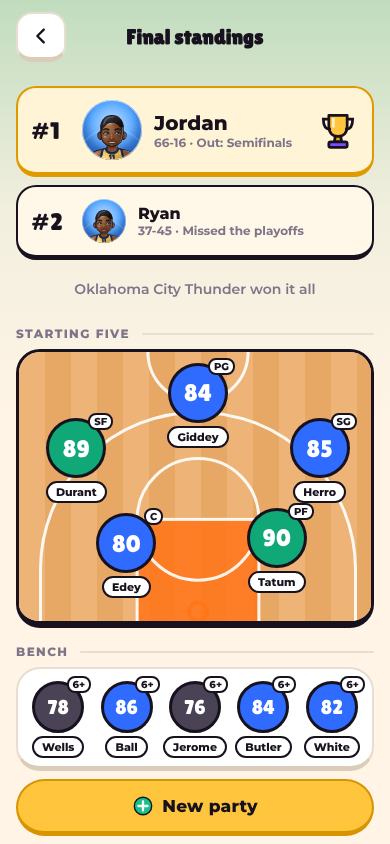 Final standings
#1
Jordan
66-16 · Out: Semifinals
#2
Ryan
37-45 · Missed the playoffs
Oklahoma City Thunder won it all
STARTING FIVE
PG
84
Giddey
SF
89
Durant
SG
85
Herro
C
80
Edey
PF
90
Tatum
BENCH
6+ 6+ 6+ 6+ 6+
78 86 76 84 82
Wells Ball Jerome Butler White
New party